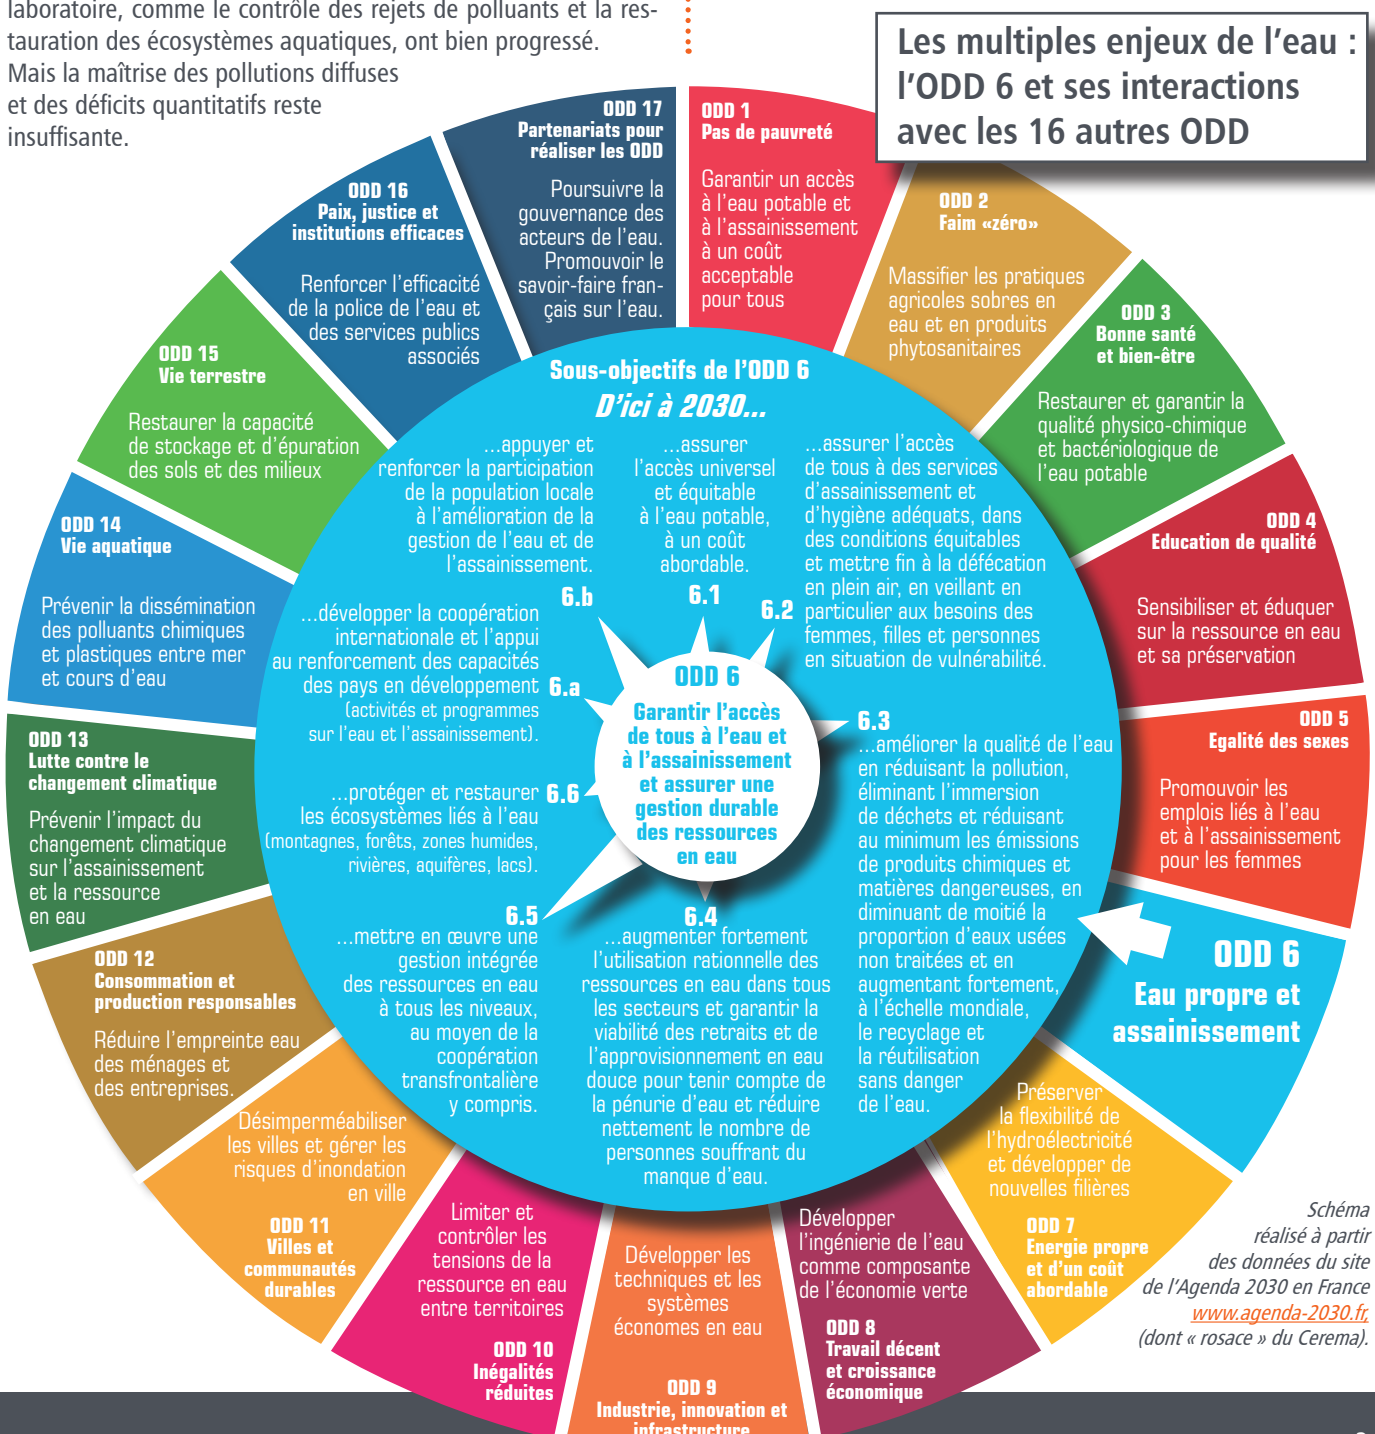 laboratoire, comme le contrôle des rejets de polluants et la res-
tauration des écosystèmes aquatiques, ont bien progressé.
Mais la maîtrise des pollutions diffuses
et des déficits quantitatifs reste
insuffisante.
Les multiples enjeux de l'eau :
l'ODD 6 et ses interactions
avec les 16 autres ODD
ODD 1
Pas de pauvreté
Garantir un accès
à l'eau potable et
à l'assainissement
à un coût
acceptable
pour tous
ODD 2
Faim «zéro»
Massifier les pratiques
agricoles sobres en
eau et en produits
phytosanitaires
ODD 3
Bonne santé
et bien-être
Restaurer et garantir la
qualité physico-chimique
et bactériologique de
l'eau potable
ODD 4
Education de qualité
Sensibiliser et éduquer
sur la ressource en eau
et sa préservation
ODD 5
Egalité des sexes
Promouvoir les
emplois liés à l'eau
et à l'assainissement
pour les femmes
ODD 6
Eau propre et
assainissement
Préserver
la flexibilité de
l'hydroélectricité
et développer de
nouvelles filières
ODD 7
Energie propre
et d'un coût
abordable
Développer
l'ingénierie de l'eau
comme composante
de l'économie verte
ODD 8
Travail décent
et croissance
économique
Développer les
techniques et les
systèmes
économes en eau
ODD 9
Industrie, innovation et
infrastructure
Limiter et
contrôler les
tensions de la
ressource en eau
entre territoires
ODD 10
Inégalités
réduites
Désimperméabiliser
les villes et gérer les
risques d'inondation
en ville
ODD 11
Villes et
communautés
durables
ODD 12
Consommation et
production responsables
Réduire l'empreinte eau
des ménages et
des entreprises.
ODD 13
Lutte contre le
changement climatique
Prévenir l'impact du
changement climatique
sur l'assainissement
et la ressource
en eau
ODD 14
Vie aquatique
Prévenir la dissémination
des polluants chimiques
et plastiques entre mer
et cours d'eau
ODD 15
Vie terrestre
Restaurer la capacité
de stockage et d'épuration
des sols et des milieux
ODD 16
Paix, justice et
institutions efficaces
Renforcer l'efficacité
de la police de l'eau et
des services publics
associés
ODD 17
Partenariats pour
réaliser les ODD
Poursuivre la
gouvernance des
acteurs de l'eau.
Promouvoir le
savoir-faire fran-
çais sur l'eau.
Sous-objectifs de l'ODD 6
D'ici à 2030...
6.1
...assurer
l'accès universel
et équitable
à l'eau potable,
à un coût
abordable.
6.2
...assurer l'accès
de tous à des services
d'assainissement et
d'hygiène adéquats, dans
des conditions équitables
et mettre fin à la défécation
en plein air, en veillant en
particulier aux besoins des
femmes, filles et personnes
en situation de vulnérabilité.
6.3
...améliorer la qualité de l'eau
en réduisant la pollution,
éliminant l'immersion
de déchets et réduisant
au minimum les émissions
de produits chimiques et
matières dangereuses, en
diminuant de moitié la
proportion d'eaux usées
non traitées et en
augmentant fortement,
à l'échelle mondiale,
le recyclage et
la réutilisation
sans danger
de l'eau.
6.4
...augmenter fortement
l'utilisation rationnelle des
ressources en eau dans tous
les secteurs et garantir la
viabilité des retraits et de
l'approvisionnement en eau
douce pour tenir compte de
la pénurie d'eau et réduire
nettement le nombre de
personnes souffrant du
manque d'eau.
6.5
...mettre en œuvre une
gestion intégrée
des ressources en eau
à tous les niveaux,
au moyen de la
coopération
transfrontalière
y compris.
6.6
...protéger et restaurer
les écosystèmes liés à l'eau
(montagnes, forêts, zones humides,
rivières, aquifères, lacs).
6.a
...développer la coopération
internationale et l'appui
au renforcement des capacités
des pays en développement
(activités et programmes
sur l'eau et l'assainissement).
6.b
...appuyer et
renforcer la participation
de la population locale
à l'amélioration de la
gestion de l'eau et de
l'assainissement.
ODD 6
Garantir l'accès
de tous à l'eau et
à l'assainissement
et assurer une
gestion durable
des ressources
en eau
Schéma
réalisé à partir
des données du site
de l'Agenda 2030 en France
www.agenda-2030.fr,
(dont « rosace » du Cerema).